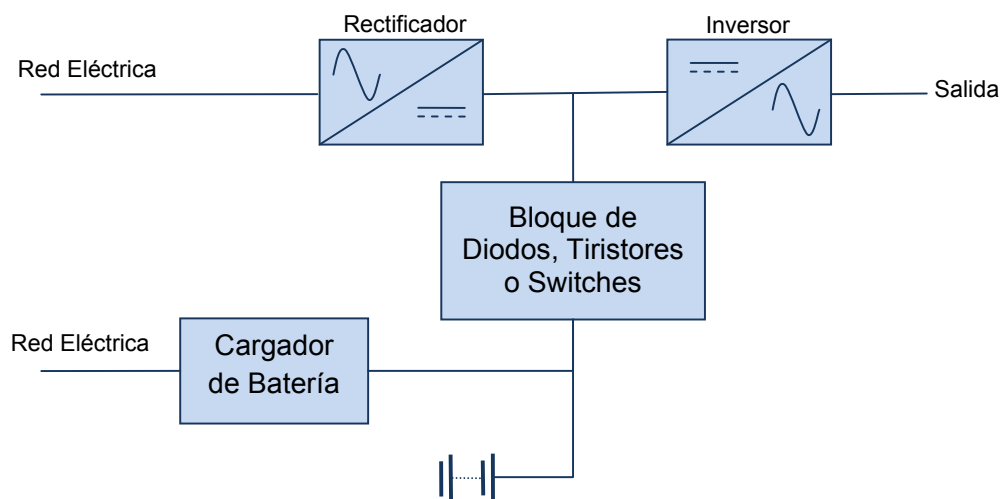 Rectificador
Inversor
Red Eléctrica
Salida
Bloque de
Diodos, Tiristores
o Switches
Red Eléctrica
Cargador
de Batería